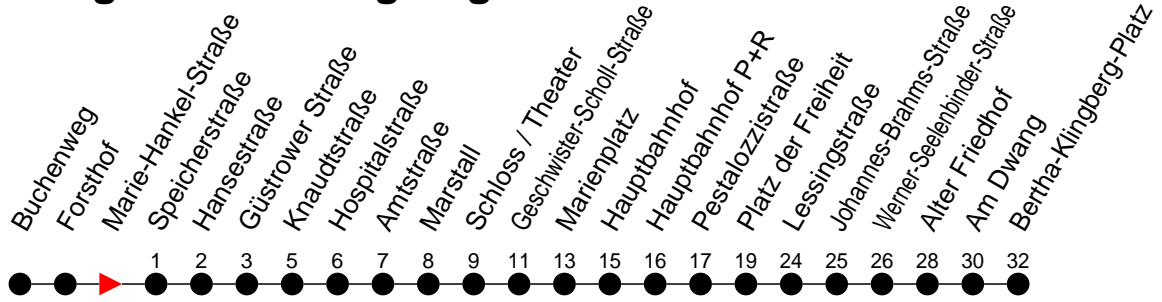 Buchenweg
Forsthof
Marie-Hankel-Straße
Speicherstraße
Hansestraße
Güstrower Straße
Knaudtstraße
Hospitalstraße
Amtstraße
Marstall
Schloss / Theater
Geschwister-Scholl-Straße
Marienplatz
Hauptbahnhof
Hauptbahnhof P+R
Pestalozzistraße
Platz der Freiheit
Lessingstraße
Johannes-Brahms-Straße
Werner-Seelenbinder-Straße
Alter Friedhof
Am Dwang
Bertha-Klingberg-Platz
1 2 3 5 6 7 8 9 11 13 15 16 17 19 24 25 26 28 30 32